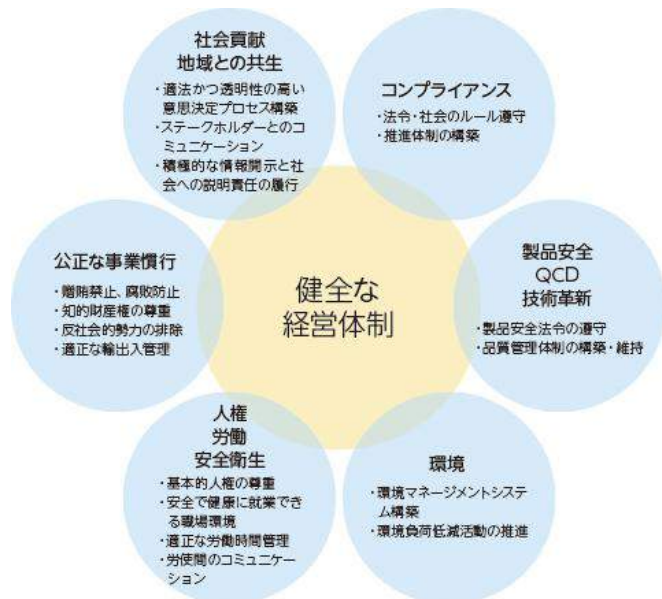 社会貢献
地域との共生
・適法かつ透明性の高い
意思決定プロセス構築
・ステークホルダーとのコ
ミュニケーション
・積極的な情報開示と社
会への説明責任の履行
コンプライアンス
・法令・社会のルール遵守
・推進体制の構築
公正な事業慣行
・贈賄禁止、腐敗防止
・知的財産権の尊重
・反社会的勢力の排除
・適正な輸出入管理
健全な
経営体制
製品安全
QCD
技術革新
・製品安全法令の遵守
・品質管理体制の構築・維持
人権
労働
安全衛生
・基本的人権の尊重
・安全で健康に就業でき
る職場環境
・適正な労働時間管理
・労使間のコミュニケー
ション
環境
・環境マネージメントシステ
ム構築
・環境負荷低減活動の推進